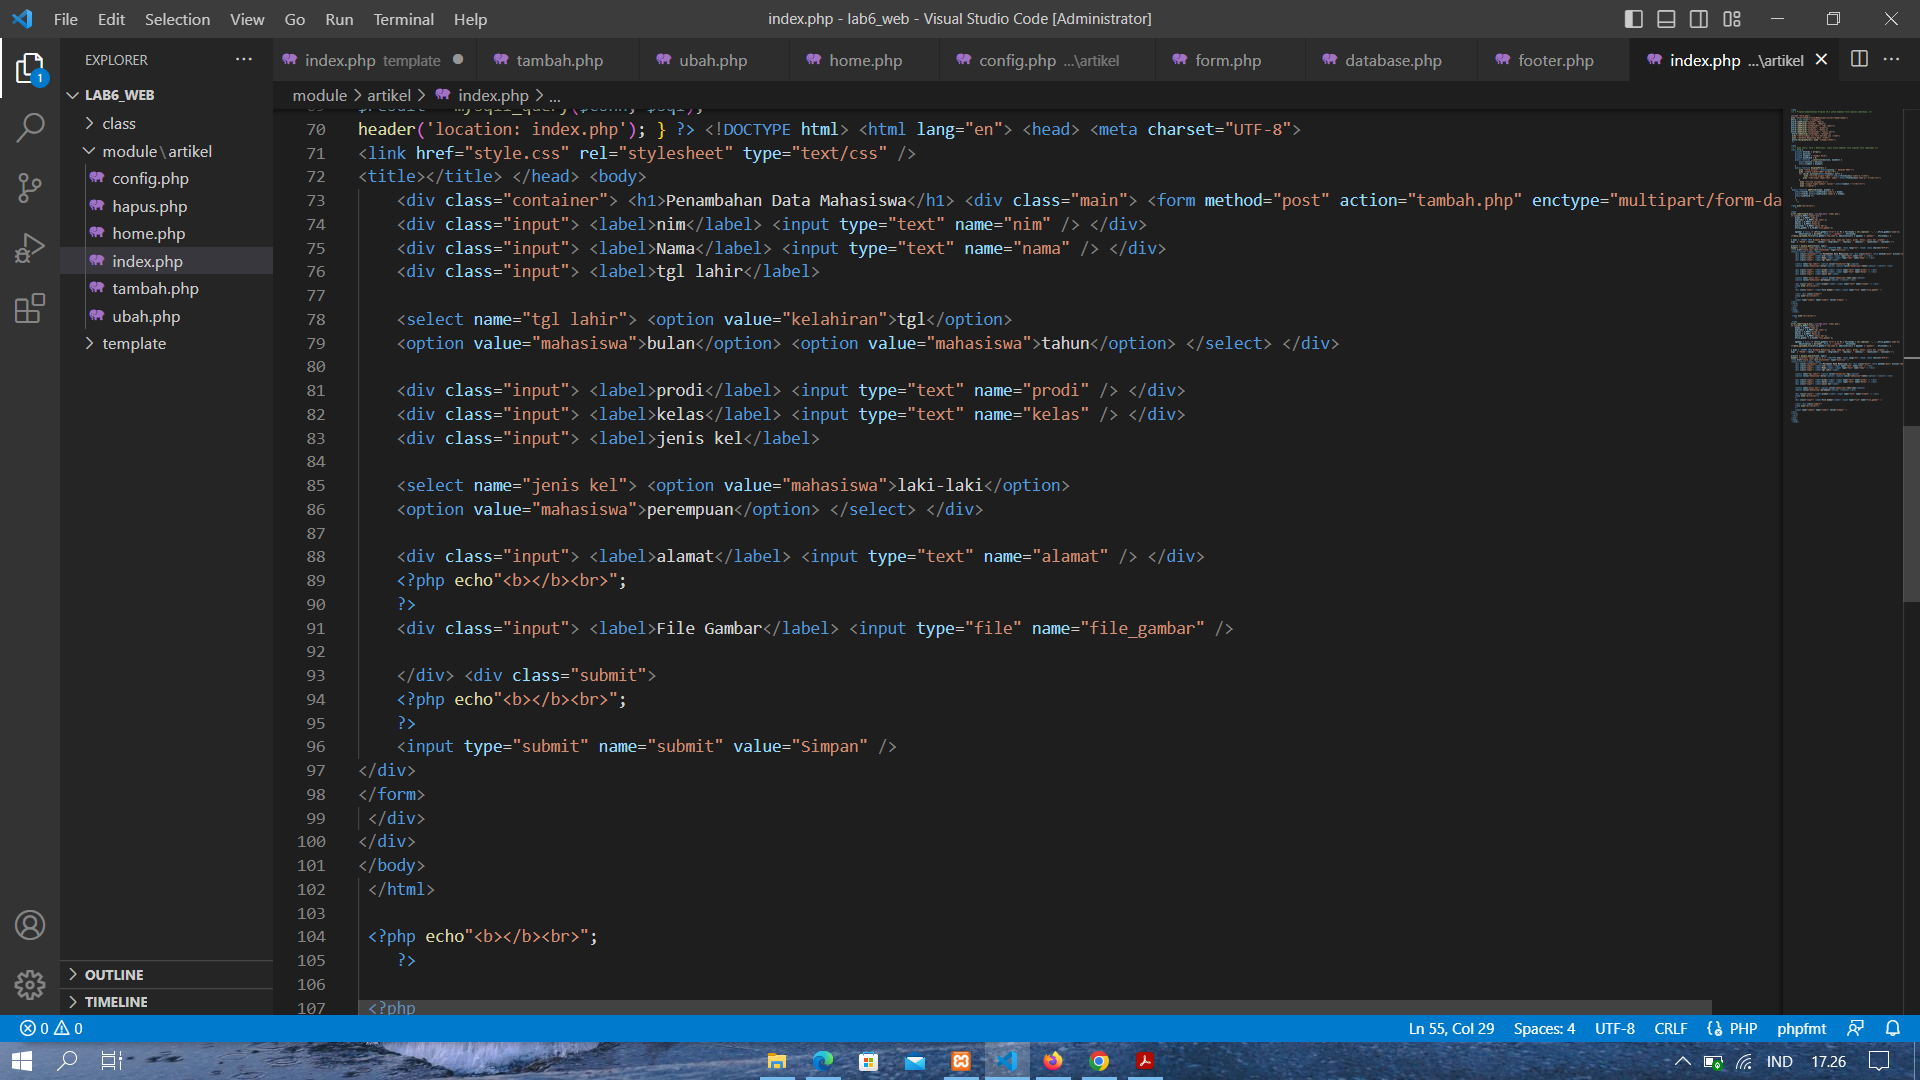 File Edit Selection View Go Run Terminal Help
index.php - lab6_web - Visual Studio Code [Administrator]
EXPLORER
LAB6_WEB
class
module\artikel
config.php
hapus.php
home.php
index.php
tambah.php
ubah.php
template
OUTLINE
TIMELINE
1
index.php template
tambah.php
ubah.php
home.php
config.php ...\artikel
form.php
database.php
footer.php
index.php ...\artikel
module > artikel > index.php > ...
70 header('location: index.php'); } ?> <!DOCTYPE html> <html lang="en"> <head> <meta charset="UTF-8">
71 <link href="style.css" rel="stylesheet" type="text/css" />
72 <title></title> </head> <body>
73 <div class="container"> <h1>Penambahan Data Mahasiswa</h1> <div class="main"> <form method="post" action="tambah.php" enctype="multipart/form-da
74 <div class="input"> <label>nim</label> <input type="text" name="nim" /> </div>
75 <div class="input"> <label>Nama</label> <input type="text" name="nama" /> </div>
76 <div class="input"> <label>tgl lahir</label>
77
78 <select name="tgl lahir"> <option value="kelahiran">tgl</option>
79 <option value="mahasiswa">bulan</option> <option value="mahasiswa">tahun</option> </select> </div>
80
81 <div class="input"> <label>prodi</label> <input type="text" name="prodi" /> </div>
82 <div class="input"> <label>kelas</label> <input type="text" name="kelas" /> </div>
83 <div class="input"> <label>jenis kel</label>
84
85 <select name="jenis kel"> <option value="mahasiswa">laki-laki</option>
86 <option value="mahasiswa">perempuan</option> </select> </div>
87
88 <div class="input"> <label>alamat</label> <input type="text" name="alamat" /> </div>
89 <?php echo"<b></b><br>";
90 ?>
91 <div class="input"> <label>File Gambar</label> <input type="file" name="file_gambar" />
92
93 </div> <div class="submit">
94 <?php echo"<b></b><br>";
95 ?>
96 <input type="submit" name="submit" value="Simpan" />
97 </div>
98 </form>
99 </div>
100 </div>
101 </body>
102 </html>
103
104 <?php echo"<b></b><br>";
105 ?>
106
107 <?php
0 0
Ln 55, Col 29 Spaces: 4 UTF-8 CRLF PHP phpfmt
IND 17.26